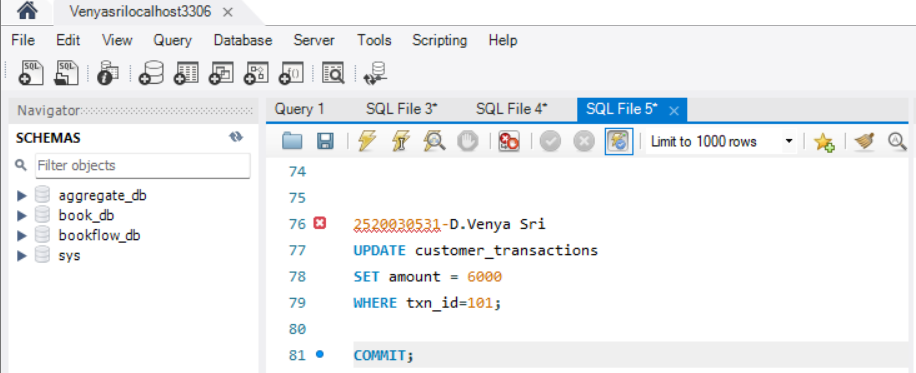 Venyasrilocalhost3306 ×
File Edit View Query Database Server Tools Scripting Help
SQL SQL
Navigator
Query 1 SQL File 3* SQL File 4* SQL File 5* ×
SCHEMAS
Limit to 1000 rows
Filter objects
aggregate_db
book_db
bookflow_db
sys
74
75
76 2520030531-D.Venya Sri
77 UPDATE customer_transactions
78 SET amount = 6000
79 WHERE txn_id=101;
80
81 COMMIT;